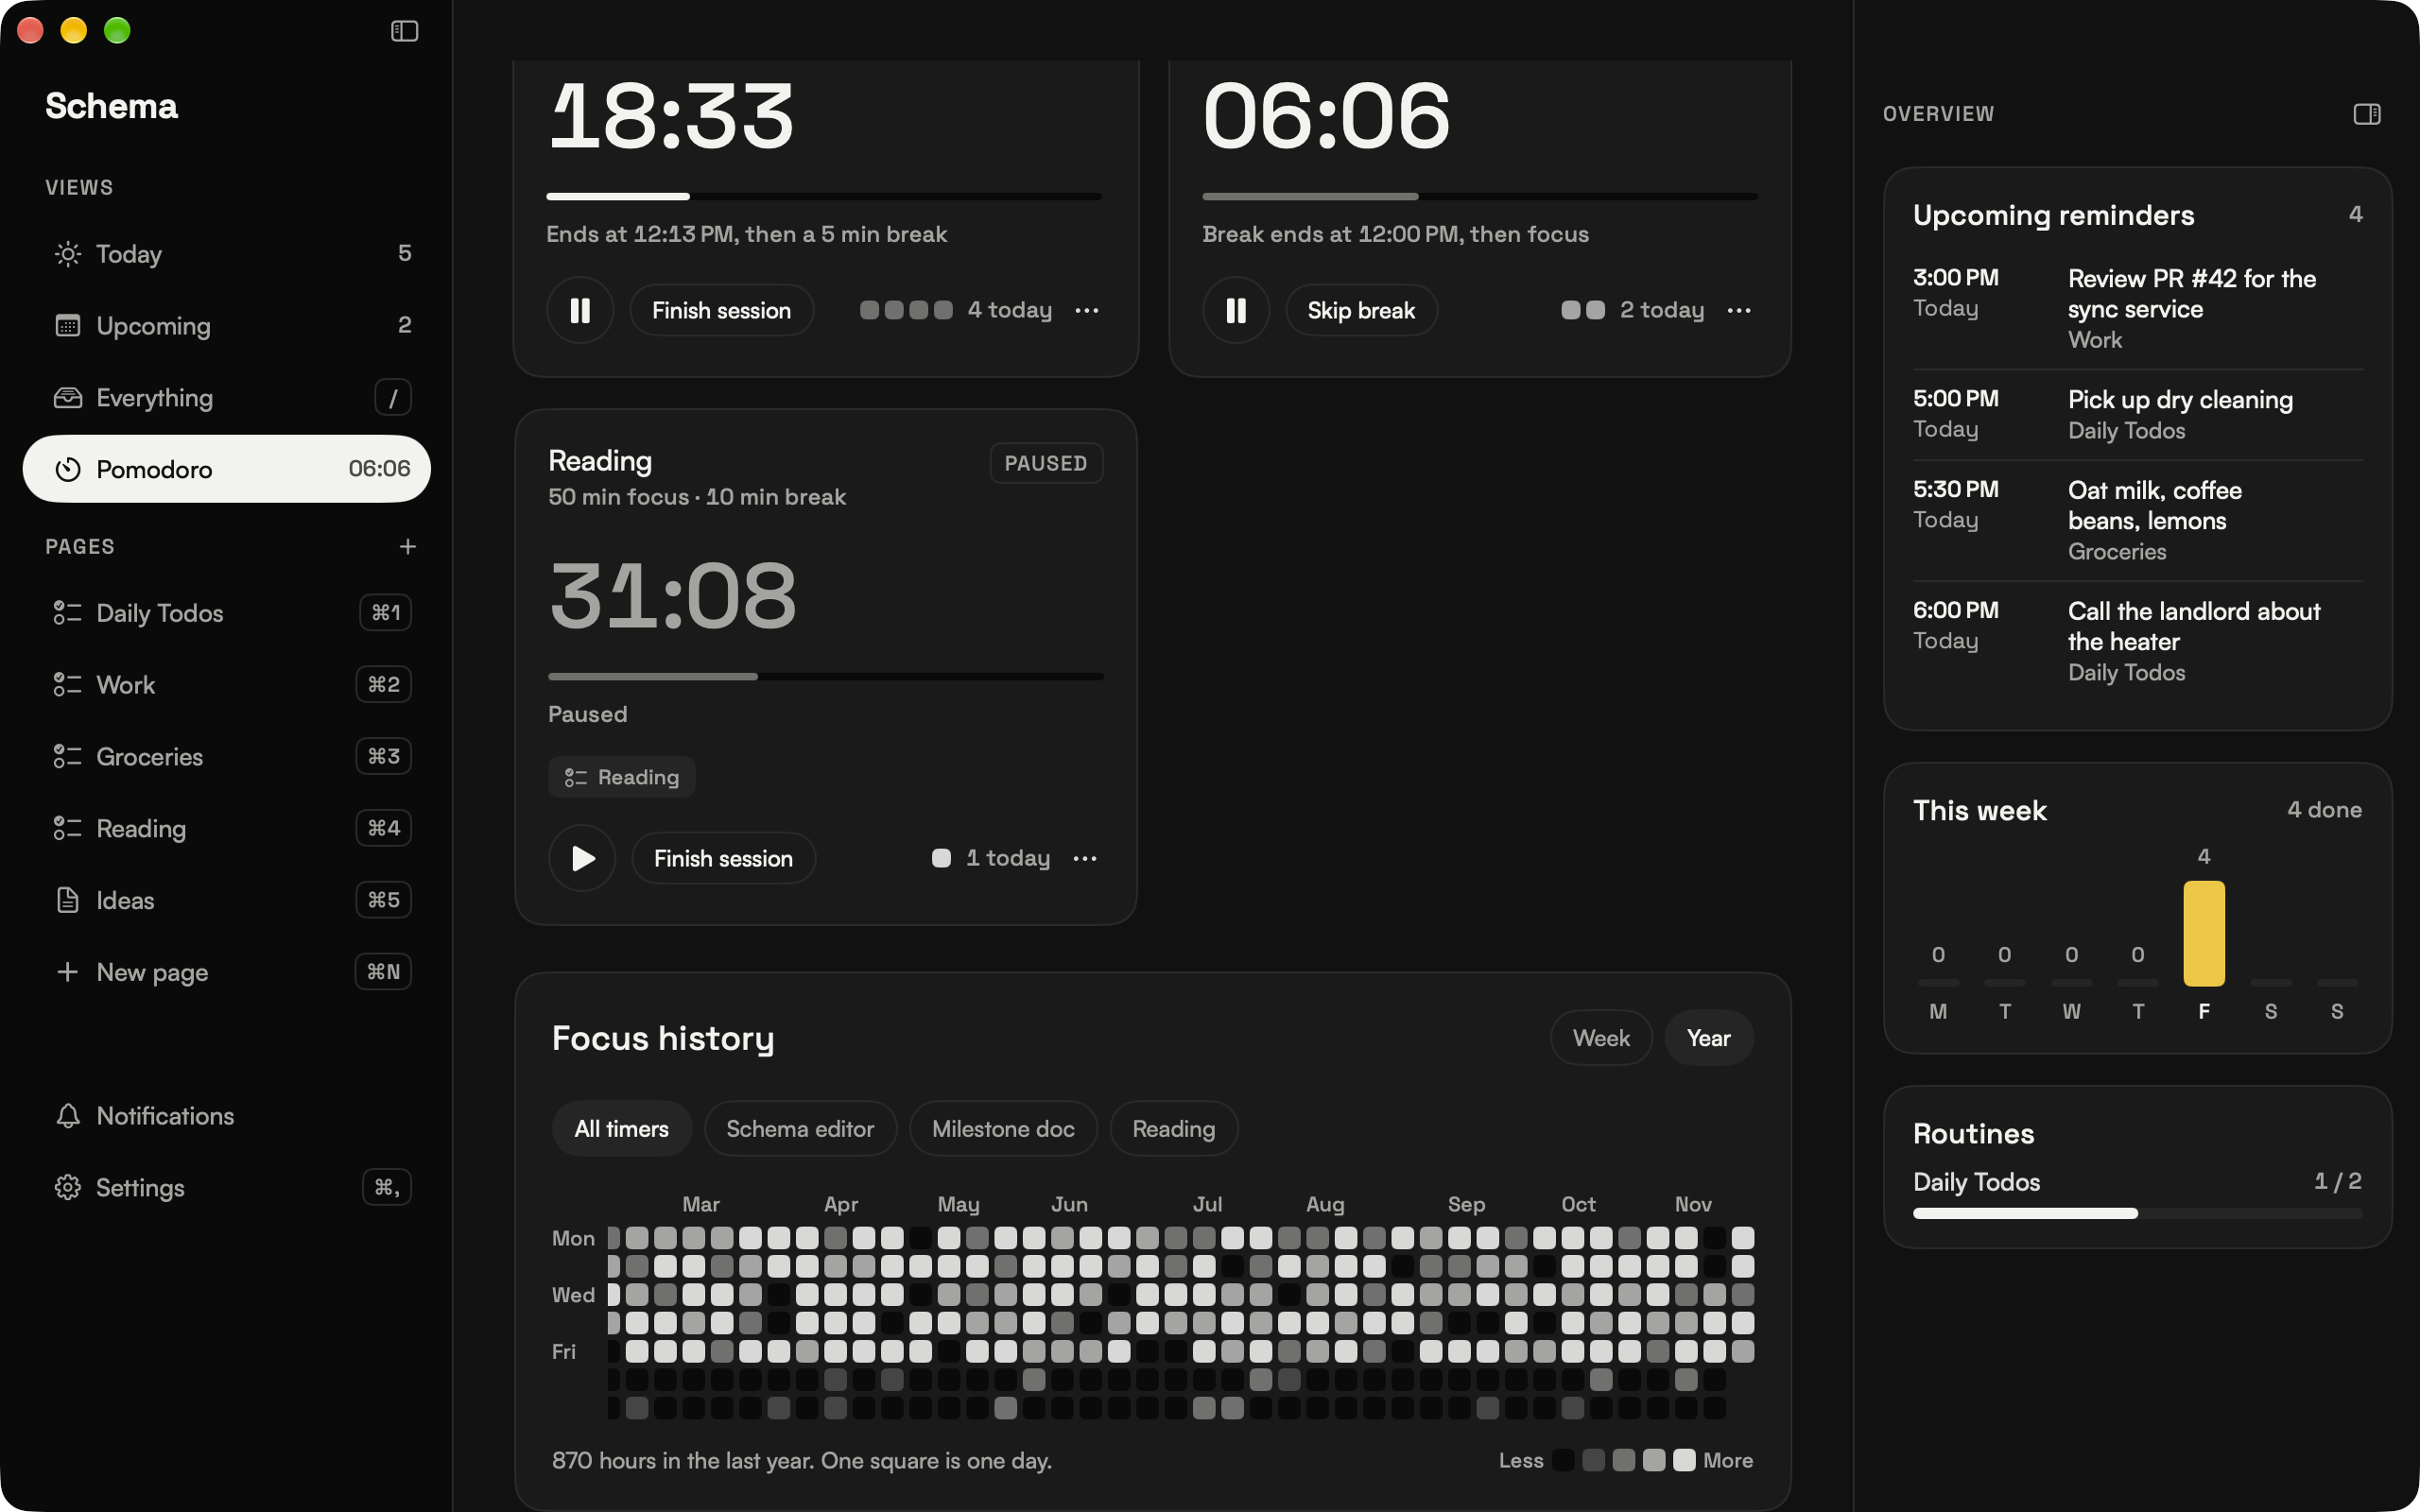 Schema
VIEWS
Today 5
Upcoming 2
Everything /
Pomodoro 06:06
PAGES +
Daily Todos ⌘1
Work ⌘2
Groceries ⌘3
Reading ⌘4
Ideas ⌘5
New page ⌘N
Notifications
Settings ⌘,
18:33
Ends at 12:13 PM, then a 5 min break
Finish session 4 today
06:06
Break ends at 12:00 PM, then focus
Skip break 2 today
Reading PAUSED
50 min focus · 10 min break
31:08
Paused
Reading
Finish session 1 today
Focus history Week Year
All timers Schema editor Milestone doc Reading
Mar Apr May Jun Jul Aug Sep Oct Nov
Mon
Wed
Fri
870 hours in the last year. One square is one day. Less More
OVERVIEW
Upcoming reminders 4
3:00 PM Review PR #42 for the
Today sync service
Work
5:00 PM Pick up dry cleaning
Today Daily Todos
5:30 PM Oat milk, coffee
Today beans, lemons
Groceries
6:00 PM Call the landlord about
Today the heater
Daily Todos
This week 4 done
4
0 0 0 0
M T W T F S S
Routines
Daily Todos 1 / 2